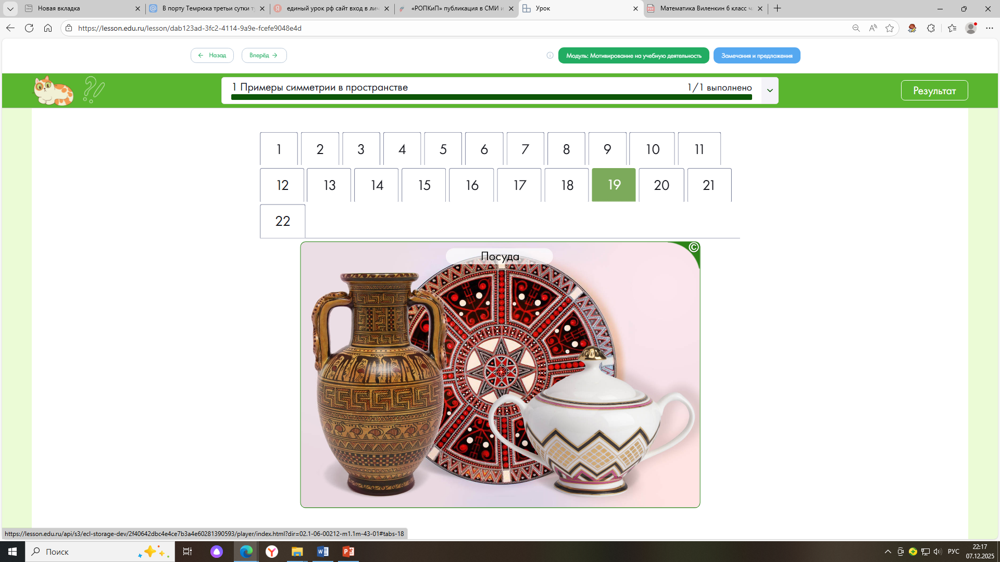 Новая вкладка
В порту Темрюка третьи сутки ту
единый урок рф сайт вход в лич
«РОПКиП» публикация в СМИ и
Урок
Математика Виленкин 6 класс ча
https://lesson.edu.ru/lesson/dab123ad-3fc2-4114-9a9e-fcefe9048e4d
← Назад
Вперёд →
Модуль: Мотивирование на учебную деятельность
Замечания и предложения
1 Примеры симметрии в пространстве
1/1 выполнено
Результат
1 2 3 4 5 6 7 8 9 10 11
12 13 14 15 16 17 18 19 20 21
22
©
Посуда
https://lesson.edu.ru/api/s3/ecl-storage-dev/2f40642dbc4e4ce7b3a4e60281390593/player/index.html?dir=02.1-06-00212-m1.1m-43-01#tabs-18
Поиск
РУС
22:17
07.12.2025